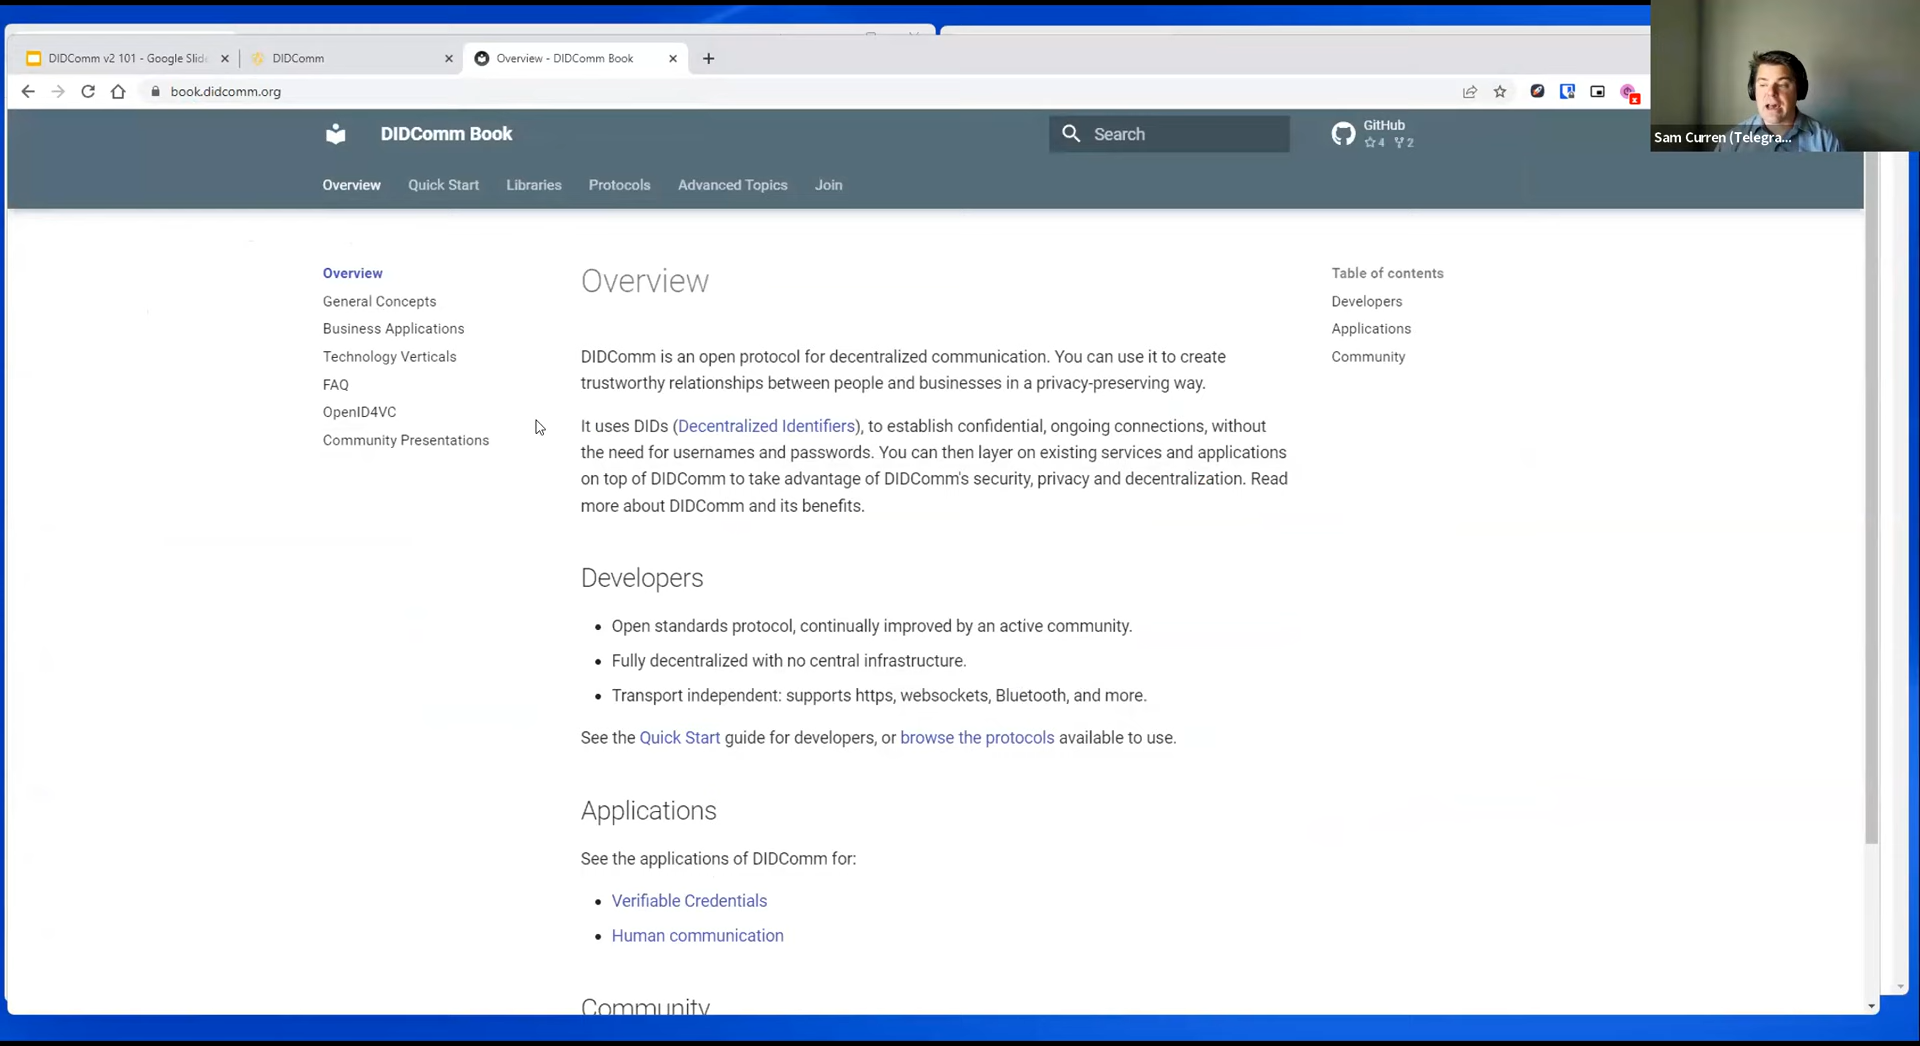 DIDComm v2 101 - Google Slide
DIDComm
Overview - DIDComm Book
book.didcomm.org
Sam Curren (Telegra...
DIDComm Book
Search
GitHub
4 2
Overview Quick Start Libraries Protocols Advanced Topics Join
Overview
General Concepts
Business Applications
Technology Verticals
FAQ
OpenID4VC
Community Presentations
Overview
DIDComm is an open protocol for decentralized communication. You can use it to create
trustworthy relationships between people and businesses in a privacy-preserving way.
It uses DIDs (Decentralized Identifiers), to establish confidential, ongoing connections, without
the need for usernames and passwords. You can then layer on existing services and applications
on top of DIDComm to take advantage of DIDComm's security, privacy and decentralization. Read
more about DIDComm and its benefits.
Developers
Open standards protocol, continually improved by an active community.
Fully decentralized with no central infrastructure.
Transport independent: supports https, websockets, Bluetooth, and more.
See the Quick Start guide for developers, or browse the protocols available to use.
Applications
See the applications of DIDComm for:
Verifiable Credentials
Human communication
Community
Table of contents
Developers
Applications
Community